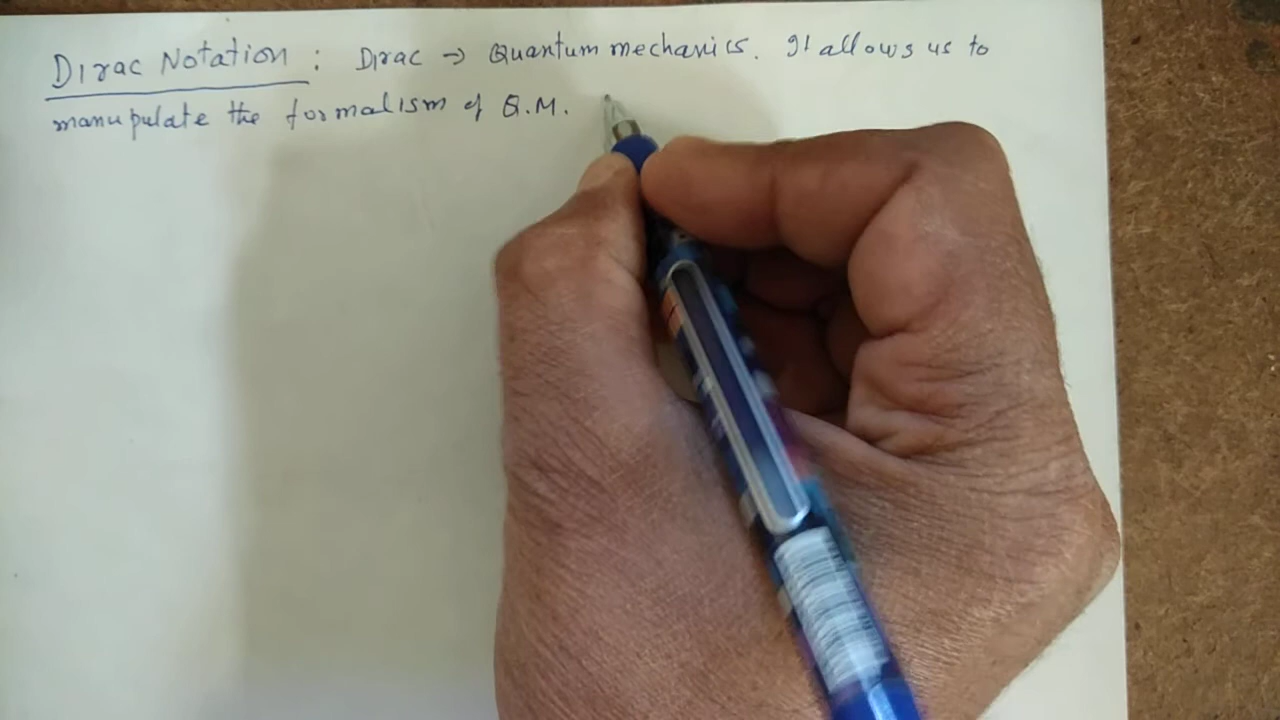 Dirac Notation : Dirac → Quantum mechanics. It allows us to
manupulate the formalism of Q.M.